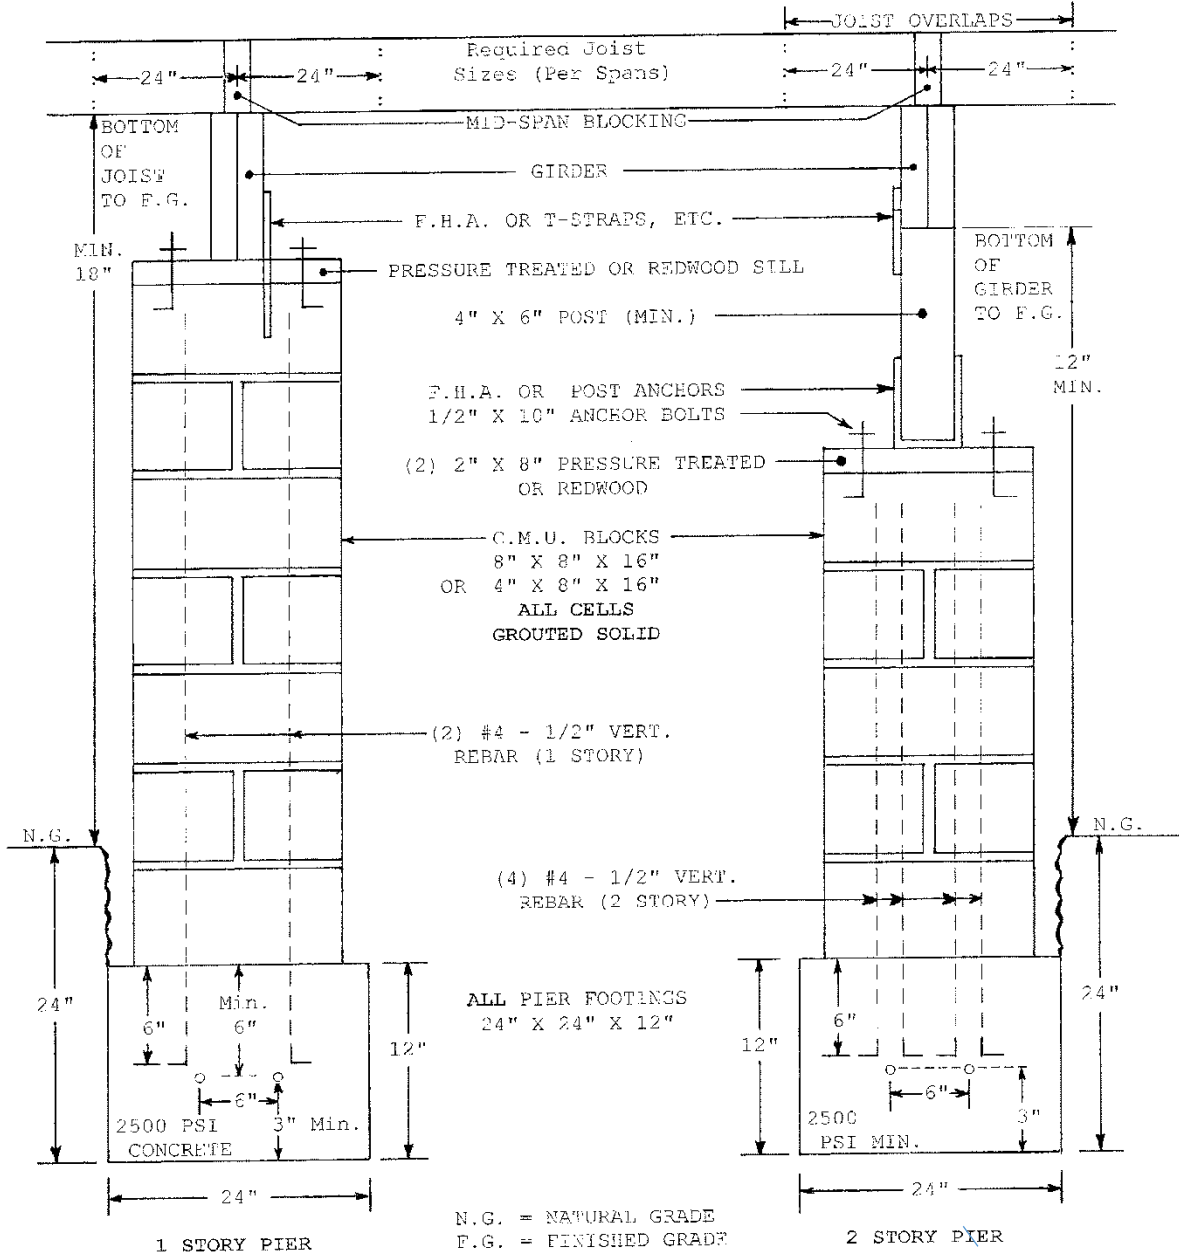 JOIST OVERLAPS
Required Joist
Sizes (Per Spans)
24"
24"
24"
24"
MID-SPAN BLOCKING
BOTTOM
OF
JOIST
TO F.G.
MIN.
18"
GIRDER
F.H.A. OR T-STRAPS, ETC.
PRESSURE TREATED OR REDWOOD SILL
BOTTOM
OF
GIRDER
TO F.G.
12"
MIN.
4" X 6" POST (MIN.)
F.H.A. OR POST ANCHORS
1/2" X 10" ANCHOR BOLTS
(2) 2" X 8" PRESSURE TREATED
OR REDWOOD
C.M.U. BLOCKS
8" X 8" X 16"
OR 4" X 8" X 16"
ALL CELLS
GROUTED SOLID
(2) #4 - 1/2" VERT.
REBAR (1 STORY)
N.G.
N.G.
(4) #4 - 1/2" VERT.
REBAR (2 STORY)
24"
6"
Min.
6"
12"
6"
3" Min.
2500 PSI
CONCRETE
24"
1 STORY PIER
ALL PIER FOOTINGS
24" X 24" X 12"
12"
6"
6"
3"
24"
2500
PSI MIN.
24"
2 STORY PIER
N.G. = NATURAL GRADE
F.G. = FINISHED GRADE